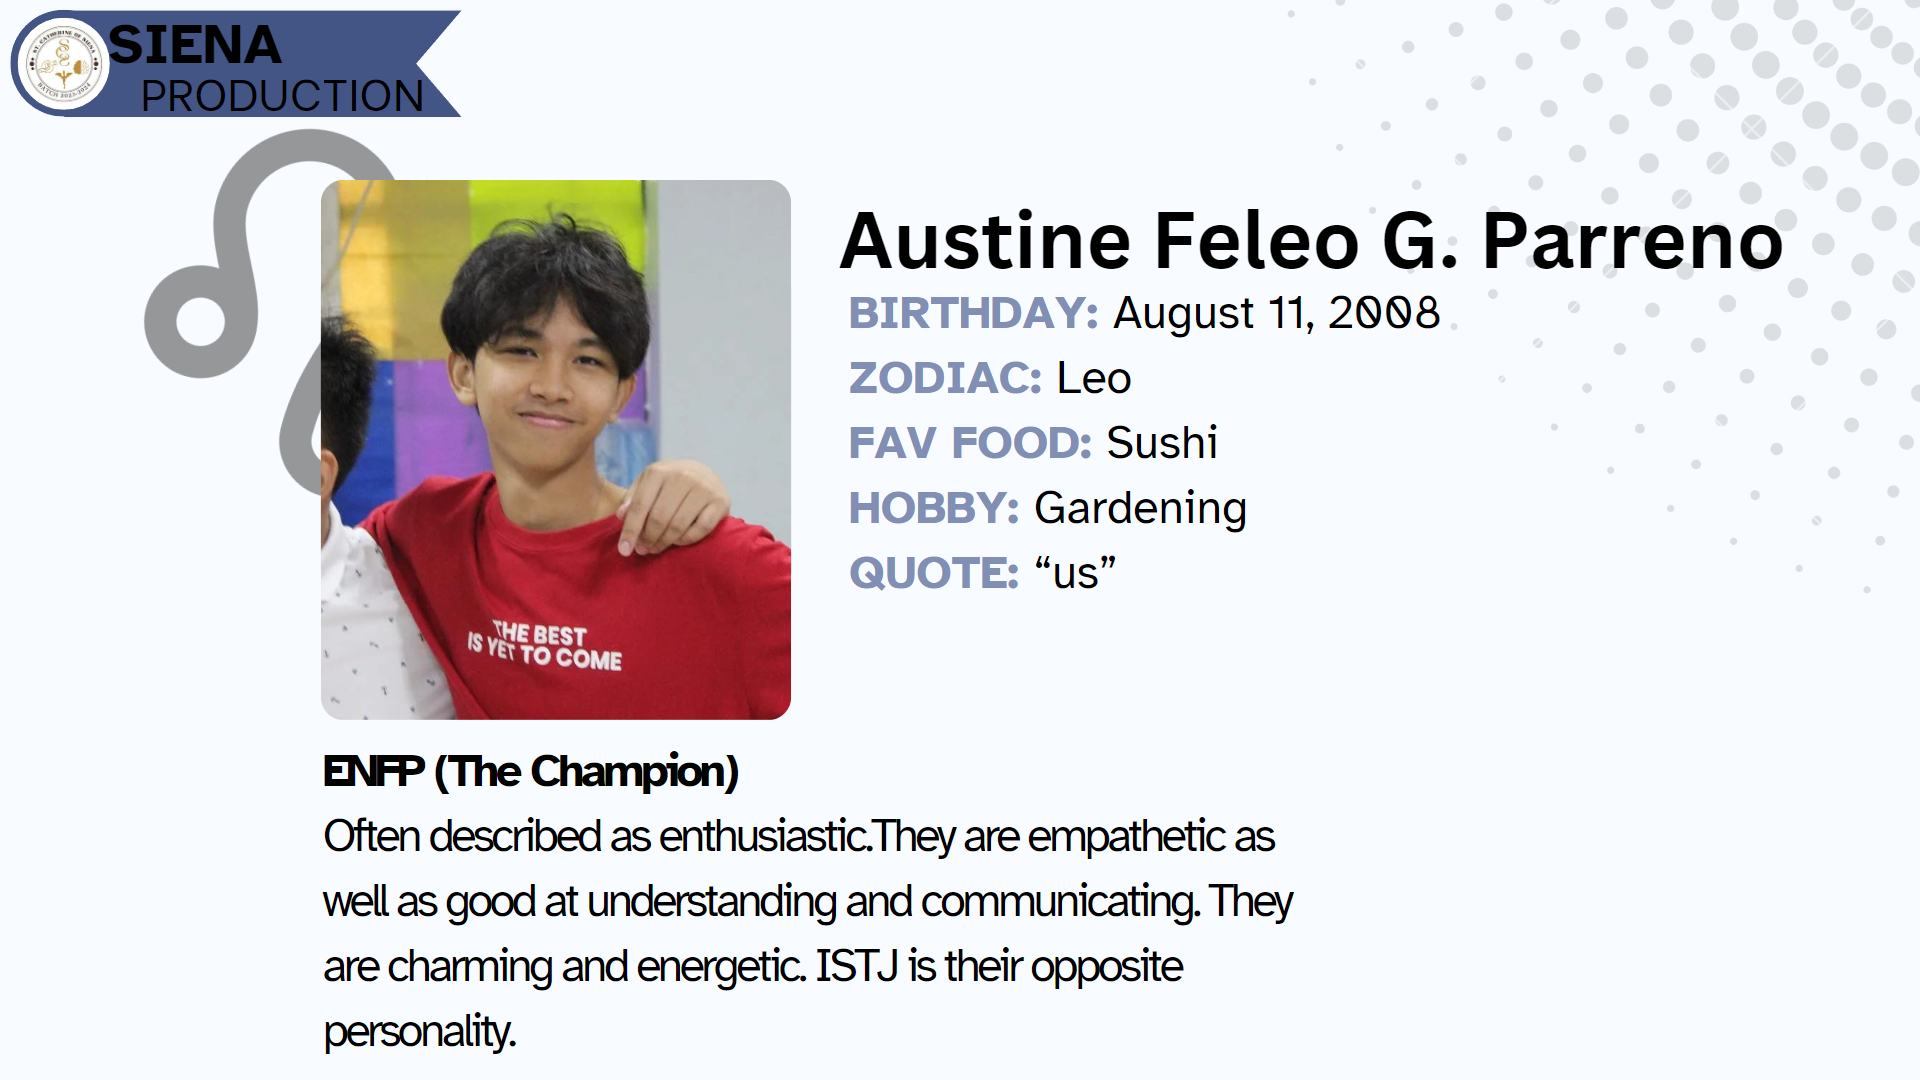 ST. CATHERINE OF SIENA
BATCH 2023-2024
SIENA
PRODUCTION
Austine Feleo G. Parreno
BIRTHDAY: August 11, 2008
ZODIAC: Leo
FAV FOOD: Sushi
HOBBY: Gardening
QUOTE: “us”
THE BEST
IS YET TO COME
ENFP (The Champion)
Often described as enthusiastic.They are empathetic as
well as good at understanding and communicating. They
are charming and energetic. ISTJ is their opposite
personality.